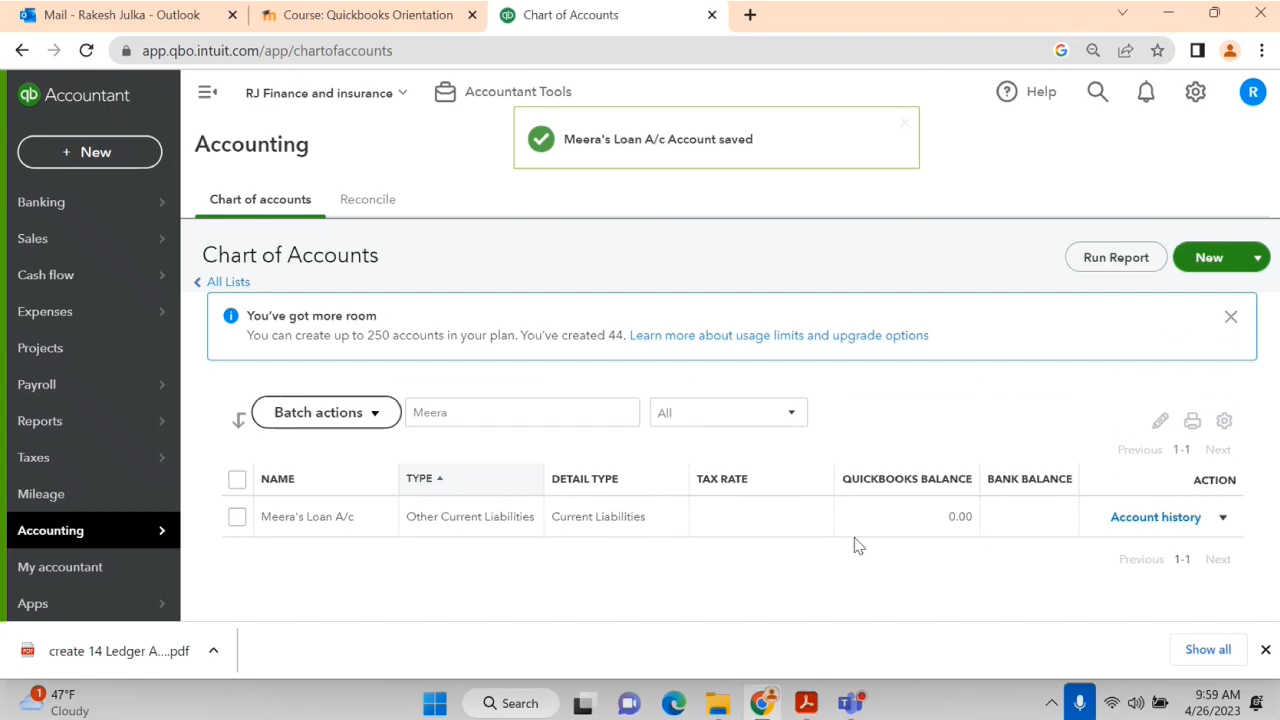 Mail - Rakesh Julka - Outlook
Course: Quickbooks Orientation
qb Chart of Accounts
app.qbo.intuit.com/app/chartofaccounts
qb Accountant
RJ Finance and insurance
Accountant Tools
Help
R
+ New
Meera's Loan A/c Account saved
Accounting
Banking
Sales
Cash flow
Expenses
Projects
Payroll
Reports
Taxes
Mileage
Accounting
My accountant
Apps
Chart of accounts
Reconcile
Chart of Accounts
Run Report
New
All Lists
You've got more room
You can create up to 250 accounts in your plan. You've created 44. Learn more about usage limits and upgrade options
Batch actions
Meera
All
Previous 1-1 Next
NAME TYPE DETAIL TYPE TAX RATE QUICKBOOKS BALANCE BANK BALANCE ACTION
Meera's Loan A/c Other Current Liabilities Current Liabilities 0.00 Account history
Previous 1-1 Next
create 14 Ledger A....pdf
Show all
1
47°F
Cloudy
Search
9:59 AM
4/26/2023